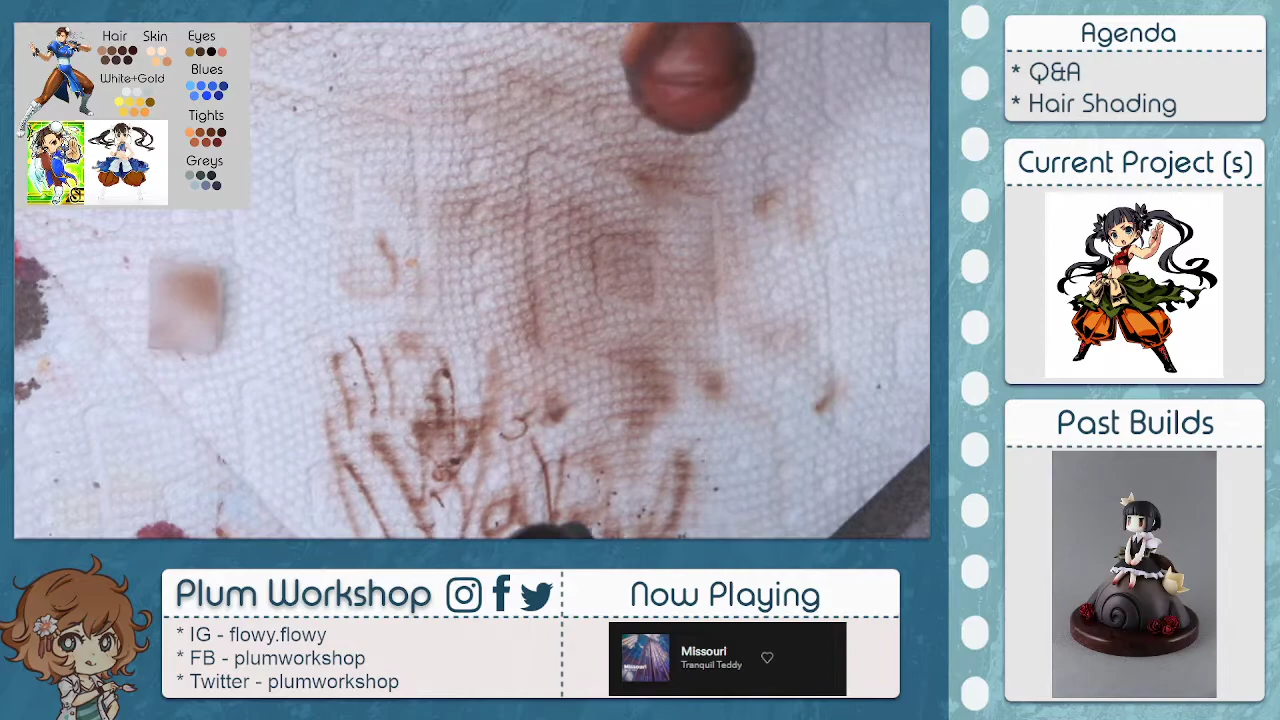 Hair Skin Eyes
Blues
White+Gold
Tights
Greys
Agenda
* Q&A
* Hair Shading
Current Project (s)
Past Builds
Plum Workshop
* IG - flowy.flowy
* FB - plumworkshop
* Twitter - plumworkshop
Now Playing
Missouri
Tranquil Teddy